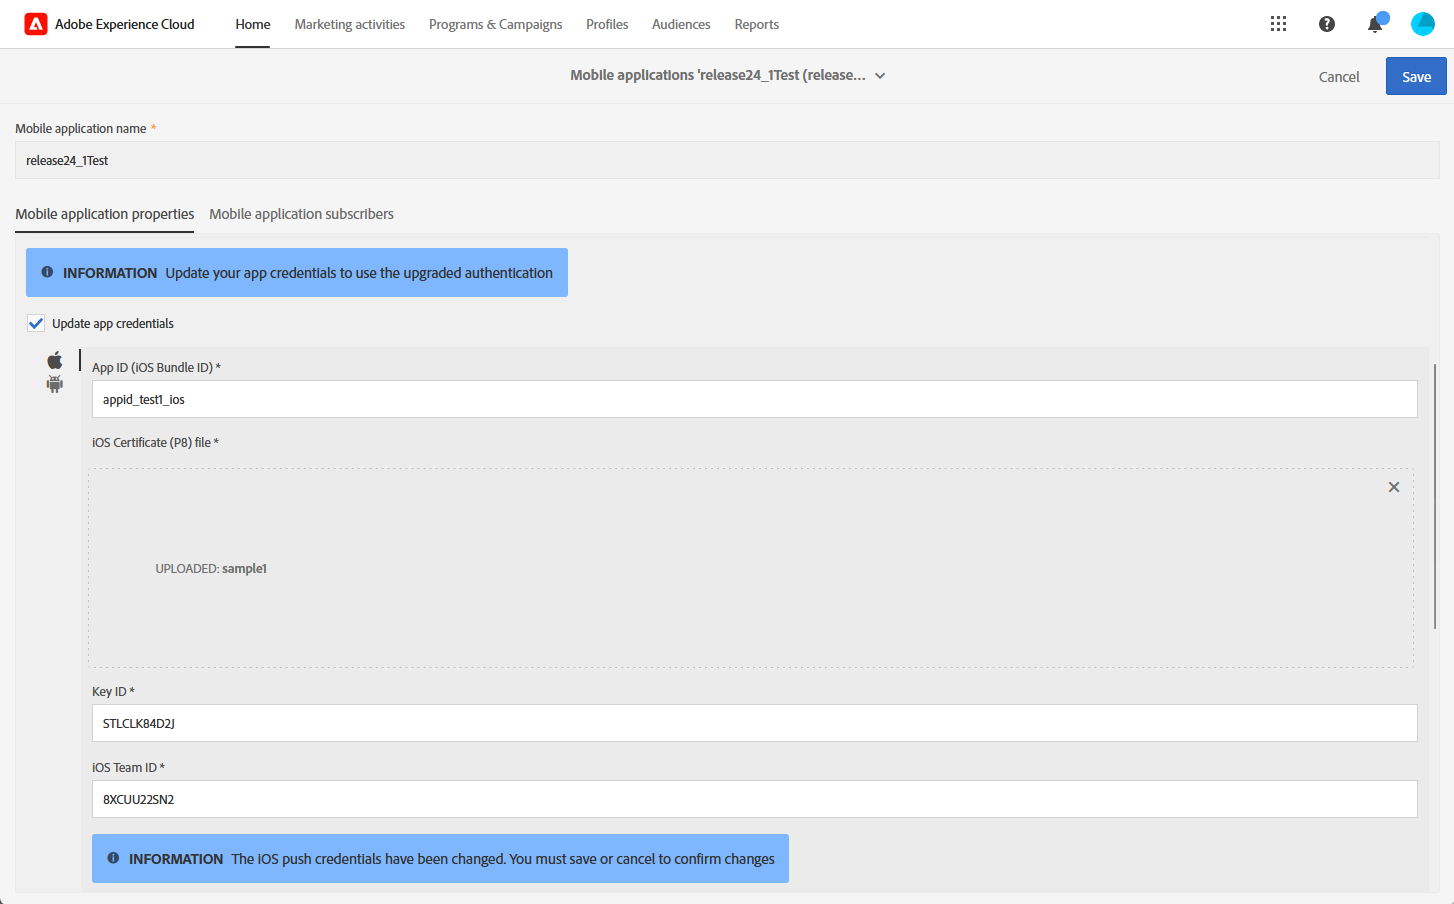 Adobe Experience Cloud Home Marketing activities Programs & Campaigns Profiles Audiences Reports
Mobile applications 'release24_1Test (release... Cancel Save
Mobile application name *
release24_1Test
Mobile application properties Mobile application subscribers
INFORMATION Update your app credentials to use the upgraded authentication
Update app credentials
App ID (iOS Bundle ID) *
appid_test1_ios
iOS Certificate (P8) file *
UPLOADED: sample1
Key ID *
STLCLK84D2J
iOS Team ID *
8XCUU22SN2
INFORMATION The iOS push credentials have been changed. You must save or cancel to confirm changes